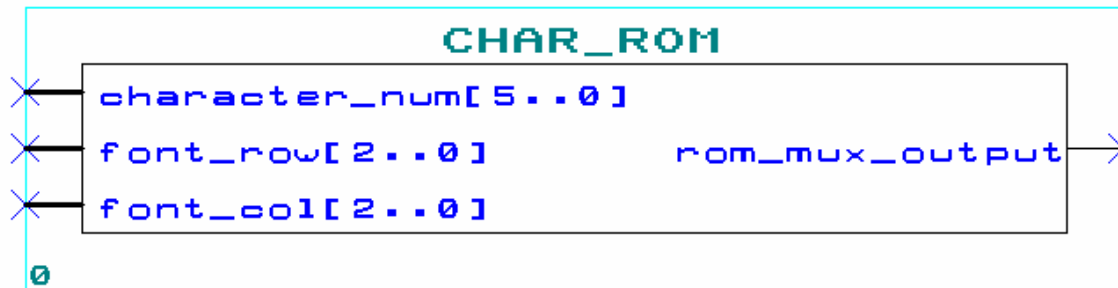 CHAR_ROM
character_num[5..0]
font_row[2..0] rom_mux_output
font_col[2..0]
0